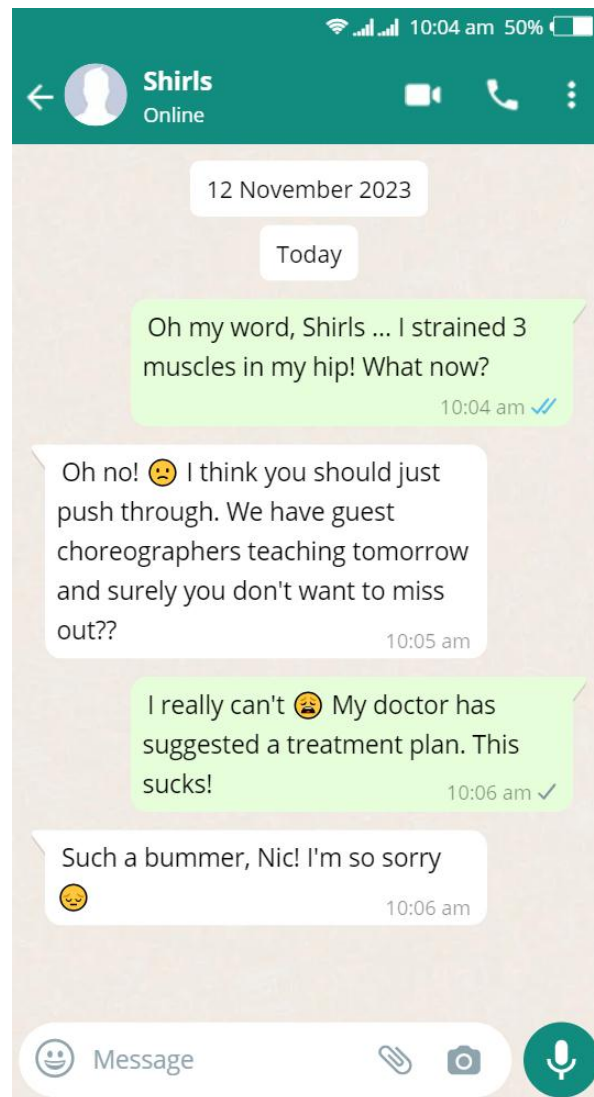 10:04 am 50%
Shirls
Online
12 November 2023
Today
Oh my word, Shirls ... I strained 3
muscles in my hip! What now?
10:04 am
Oh no! 🙁 I think you should just
push through. We have guest
choreographers teaching tomorrow
and surely you don't want to miss
out??
10:05 am
I really can't 😩 My doctor has
suggested a treatment plan. This
sucks!
10:06 am
Such a bummer, Nic! I'm so sorry
😔
10:06 am
Message